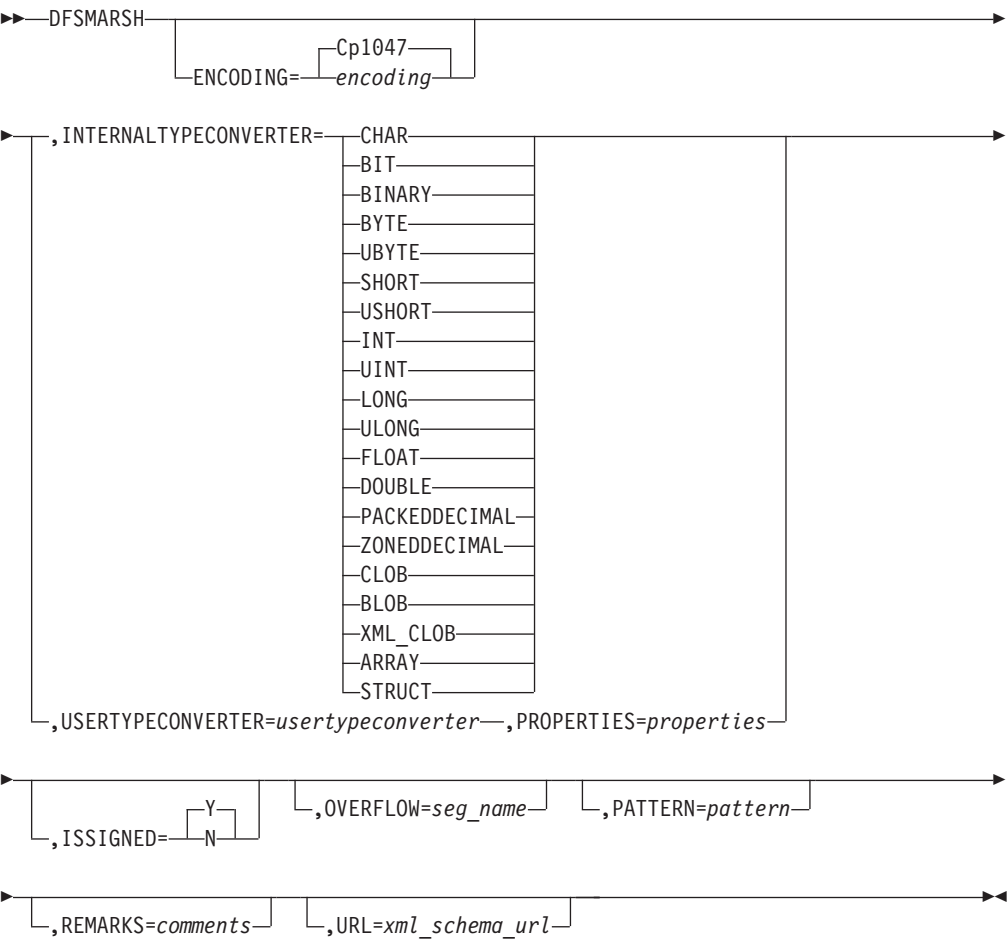 DFSMARSH
Cp1047
ENCODING= encoding
,INTERNALTYPECONVERTER= CHAR
BIT
BINARY
BYTE
UBYTE
SHORT
USHORT
INT
UINT
LONG
ULONG
FLOAT
DOUBLE
PACKEDDECIMAL
ZONEDDECIMAL
CLOB
BLOB
XML_CLOB
ARRAY
STRUCT
,USERTYPECONVERTER=usertypeconverter ,PROPERTIES=properties
Y
,ISSIGNED= N ,OVERFLOW=seg_name ,PATTERN=pattern
,REMARKS=comments ,URL=xml_schema_url